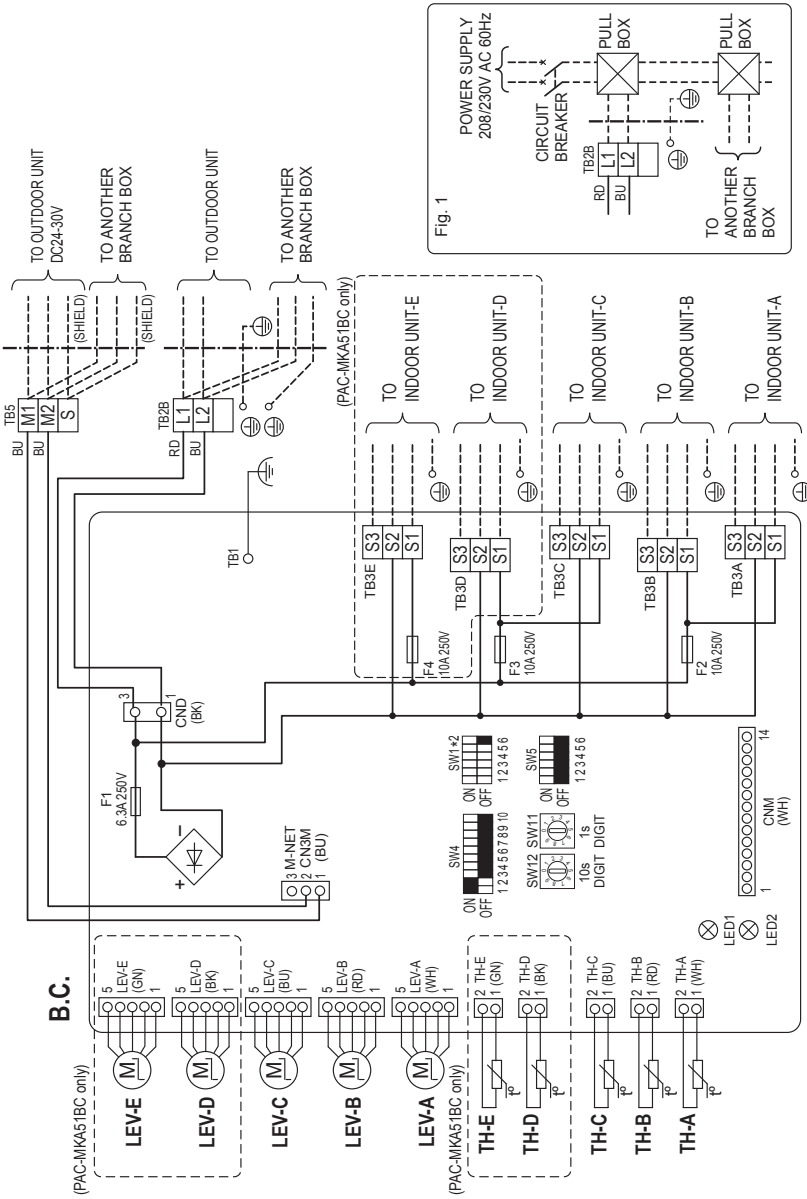 B.C.
(PAC-MKA51BC only)
LEV-E
5
LEV-E
(GN)
1
LEV-D
5
LEV-D
(BK)
1
LEV-C
5
LEV-C
(BU)
1
LEV-B
5
LEV-B
(RD)
1
LEV-A
5
LEV-A
(WH)
1
M
M
M
M
M
(PAC-MKA51BC only)
TH-E
2 TH-E
1 (GN)
TH-D
2 TH-D
1 (BK)
TH-C
2 TH-C
1 (BU)
TH-B
2 TH-B
1 (RD)
TH-A
2 TH-A
1 (WH)
t°
t°
t°
t°
t°
F1
6.3A 250V
+
−
3
1
CND
(BK)
3 M-NET
2 CN3M
1 (BU)
SW4
ON
OFF
1 2 3 4 5 6 7 8 9 10
SW1*2
ON
OFF
1 2 3 4 5 6
SW12
10s
DIGIT
SW11
1s
DIGIT
SW5
ON
OFF
1 2 3 4 5 6
LED1
LED2
1
14
CNM
(WH)
TB5
BU
BU
M1
M2
S
TO OUTDOOR UNIT
DC24-30V
(SHIELD)
TO ANOTHER
BRANCH BOX
(SHIELD)
TB2B
RD
BU
L1
L2
TO OUTDOOR UNIT
TO ANOTHER
BRANCH BOX
TB1
(PAC-MKA51BC only)
F4
10A 250V
TB3E
S3
S2
S1
TO
INDOOR UNIT-E
TB3D
S3
S2
S1
TO
INDOOR UNIT-D
F3
10A 250V
TB3C
S3
S2
S1
TO
INDOOR UNIT-C
TB3B
S3
S2
S1
TO
INDOOR UNIT-B
F2
10A 250V
TB3A
S3
S2
S1
TO
INDOOR UNIT-A
Fig. 1
POWER SUPPLY
208/230V AC 60Hz
CIRCUIT
BREAKER
TB2B
RD
BU
L1
L2
PULL
BOX
PULL
BOX
TO
ANOTHER
BRANCH
BOX